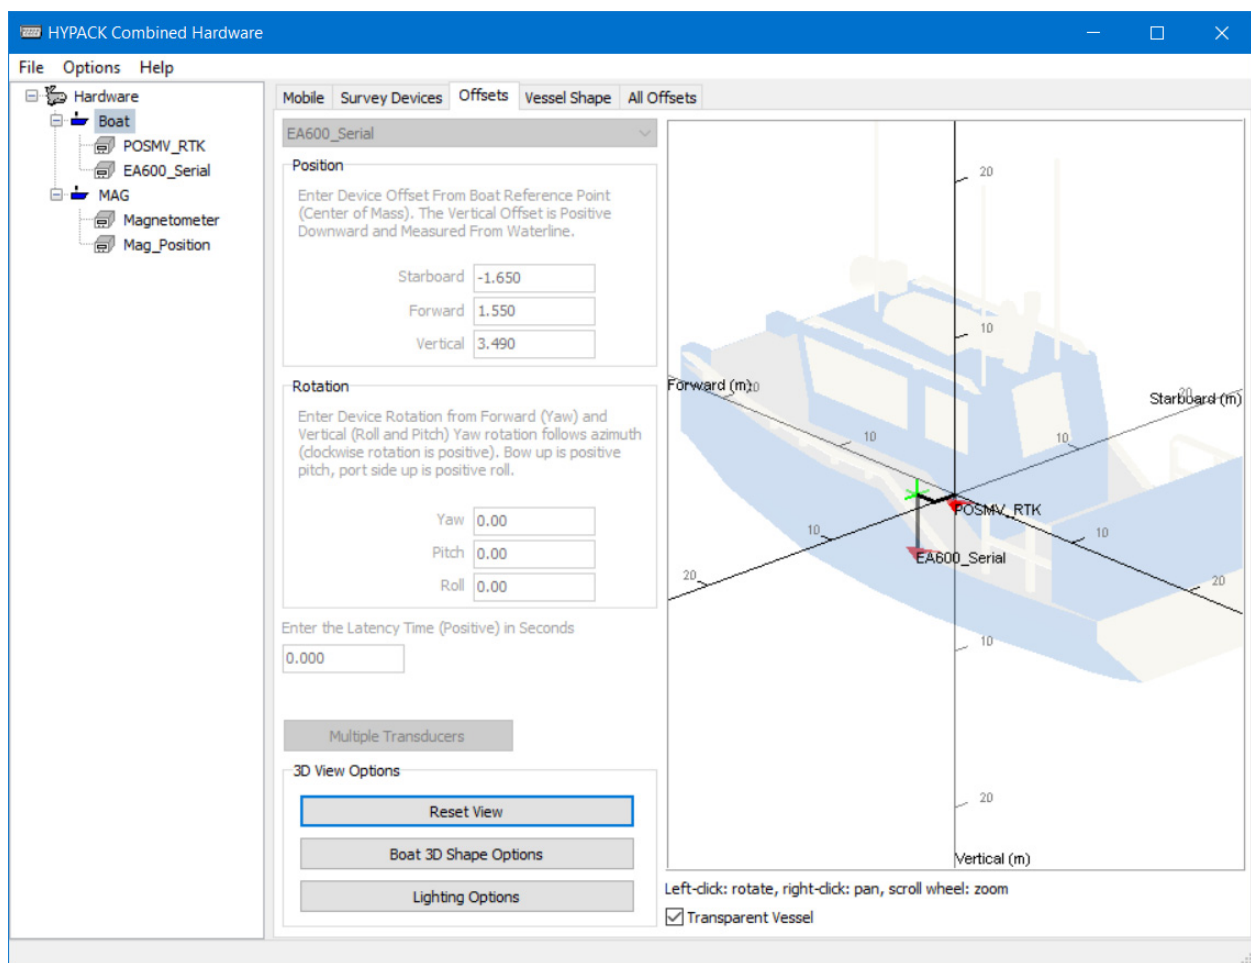 HYPACK Combined Hardware
File Options Help
Hardware
Boat
POSMV_RTK
EA600_Serial
MAG
Magnetometer
Mag_Position
Mobile Survey Devices Offsets Vessel Shape All Offsets
EA600_Serial
Position
Enter Device Offset From Boat Reference Point
(Center of Mass). The Vertical Offset is Positive
Downward and Measured From Waterline.
Starboard -1.650
Forward 1.550
Vertical 3.490
Rotation
Enter Device Rotation from Forward (Yaw) and
Vertical (Roll and Pitch) Yaw rotation follows azimuth
(clockwise rotation is positive). Bow up is positive
pitch, port side up is positive roll.
Yaw 0.00
Pitch 0.00
Roll 0.00
Enter the Latency Time (Positive) in Seconds
0.000
Multiple Transducers
3D View Options
Reset View
Boat 3D Shape Options
Lighting Options
20
10
Forward (m) 20
20
Starboard (m)
10
10
POSMV_RTK
10
10
EA600_Serial
20
20
10
20
Vertical (m)
Left-click: rotate, right-click: pan, scroll wheel: zoom
Transparent Vessel